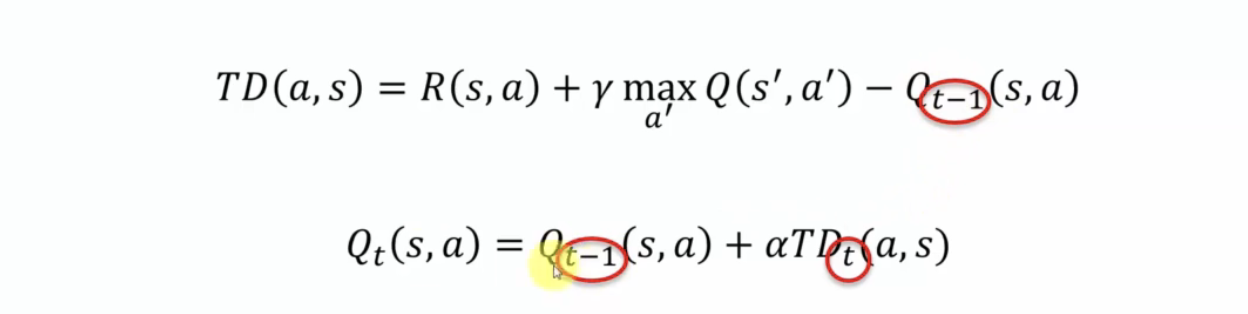 TD(a, s) = R(s, a) + γ max_{a′} Q(s′, a′) − Q_{t−1}(s, a)
Q_t(s, a) = Q_{t−1}(s, a) + αTD_t(a, s)